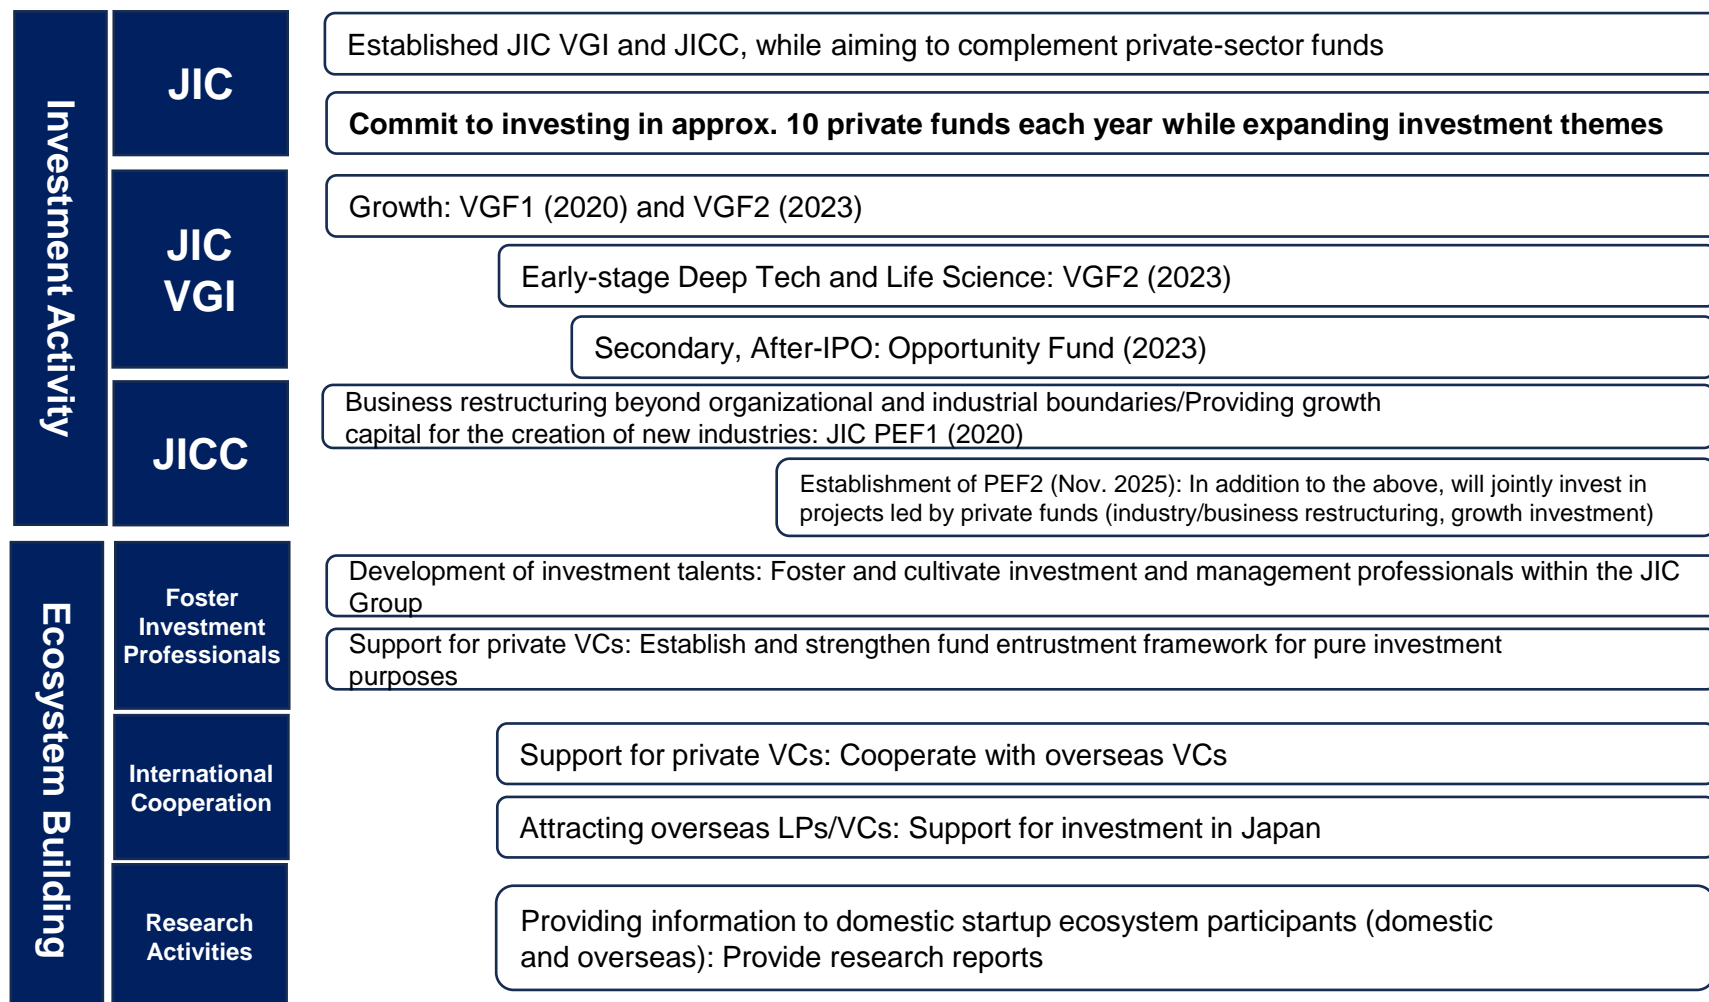 Investment Activity
JIC
Established JIC VGI and JICC, while aiming to complement private-sector funds
Commit to investing in approx. 10 private funds each year while expanding investment themes
JIC
VGI
Growth: VGF1 (2020) and VGF2 (2023)
Early-stage Deep Tech and Life Science: VGF2 (2023)
Secondary, After-IPO: Opportunity Fund (2023)
JICC
Business restructuring beyond organizational and industrial boundaries/Providing growth
capital for the creation of new industries: JIC PEF1 (2020)
Establishment of PEF2 (Nov. 2025): In addition to the above, will jointly invest in
projects led by private funds (industry/business restructuring, growth investment)
Ecosystem Building
Foster
Investment
Professionals
Development of investment talents: Foster and cultivate investment and management professionals within the JIC
Group
Support for private VCs: Establish and strengthen fund entrustment framework for pure investment
purposes
International
Cooperation
Support for private VCs: Cooperate with overseas VCs
Attracting overseas LPs/VCs: Support for investment in Japan
Research
Activities
Providing information to domestic startup ecosystem participants (domestic
and overseas): Provide research reports